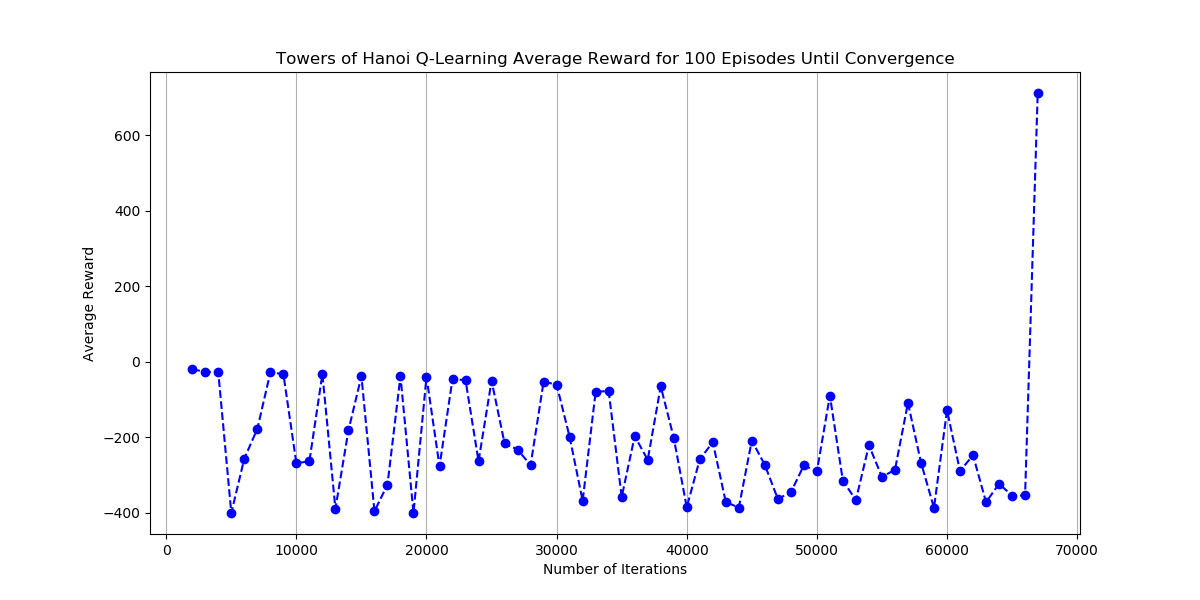 Towers of Hanoi Q-Learning Average Reward for 100 Episodes Until Convergence
600
400
200
0
−200
−400
Average Reward
0 10000 20000 30000 40000 50000 60000 70000
Number of Iterations